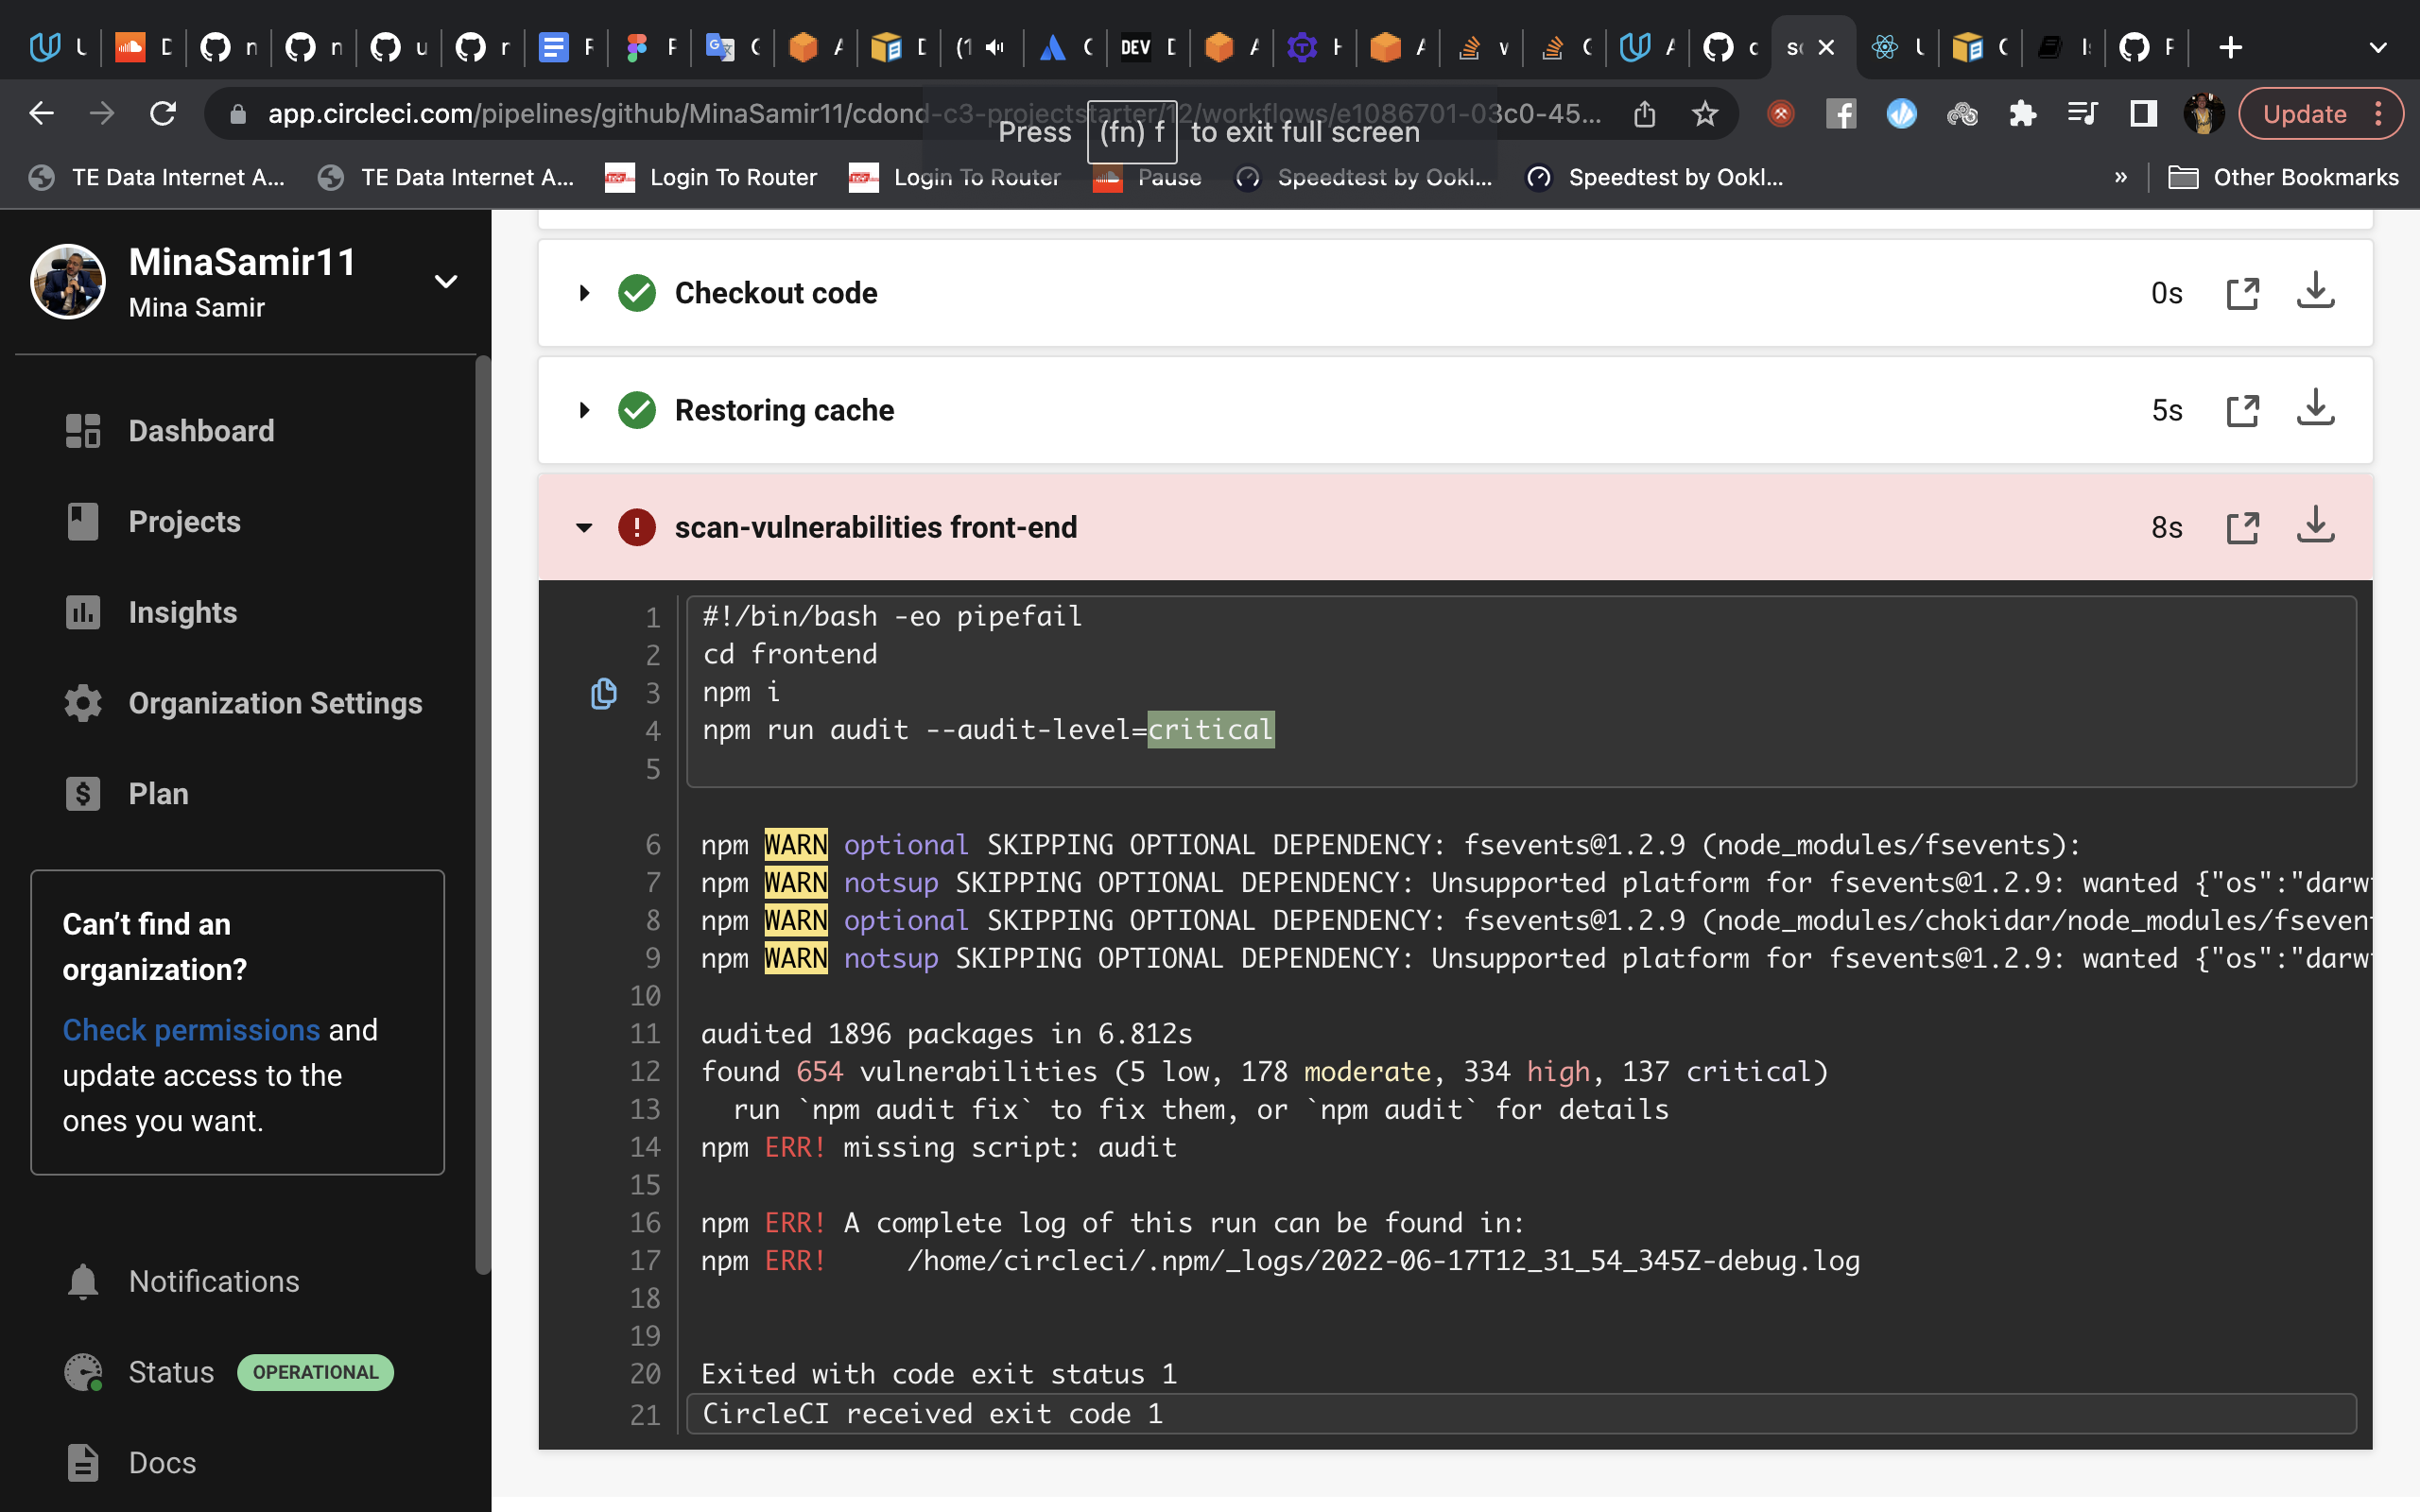 DEV
app.circleci.com/pipelines/github/MinaSamir11/cdond-c3-projectstarter/12/workflows/e1086701-03c0-45...
Update
Press (fn) f to exit full screen
TE Data Internet A...
TE Data Internet A...
Login To Router
Login To Router
Pause
Speedtest by Ookl...
Speedtest by Ookl...
»
Other Bookmarks
MinaSamir11
Mina Samir
Dashboard
Projects
Insights
Organization Settings
Plan
Can’t find an
organization?
Check permissions and
update access to the
ones you want.
Notifications
Status OPERATIONAL
Docs
Checkout code 0s
Restoring cache 5s
scan-vulnerabilities front-end 8s
1 #!/bin/bash -eo pipefail
2 cd frontend
3 npm i
4 npm run audit --audit-level=critical
5
6 npm WARN optional SKIPPING OPTIONAL DEPENDENCY: fsevents@1.2.9 (node_modules/fsevents):
7 npm WARN notsup SKIPPING OPTIONAL DEPENDENCY: Unsupported platform for fsevents@1.2.9: wanted {"os":"darw
8 npm WARN optional SKIPPING OPTIONAL DEPENDENCY: fsevents@1.2.9 (node_modules/chokidar/node_modules/fseven
9 npm WARN notsup SKIPPING OPTIONAL DEPENDENCY: Unsupported platform for fsevents@1.2.9: wanted {"os":"darw
10
11 audited 1896 packages in 6.812s
12 found 654 vulnerabilities (5 low, 178 moderate, 334 high, 137 critical)
13 run `npm audit fix` to fix them, or `npm audit` for details
14 npm ERR! missing script: audit
15
16 npm ERR! A complete log of this run can be found in:
17 npm ERR! /home/circleci/.npm/_logs/2022-06-17T12_31_54_345Z-debug.log
18
19
20 Exited with code exit status 1
21 CircleCI received exit code 1